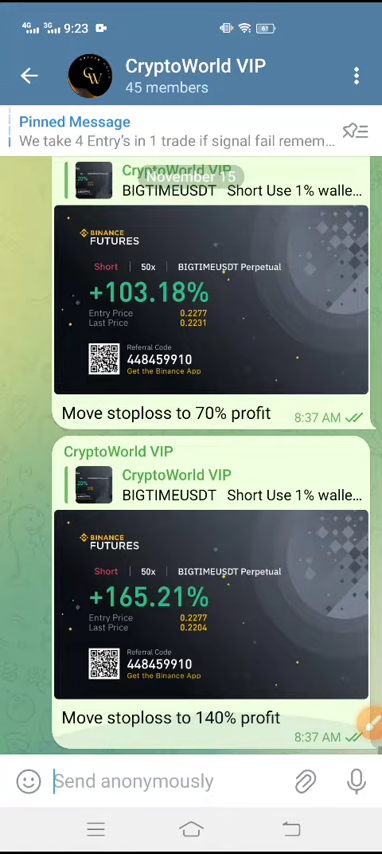 4G 3G 9:23 61
CryptoWorld VIP
45 members
Pinned Message
We take 4 Entry's in 1 trade if signal fail remem...
CryptoWorld VIP
November 15
BIGTIMEUSDT Short Use 1% walle...
BINANCE
FUTURES
Short | 50x | BIGTIMEUSDT Perpetual
+103.18%
Entry Price 0.2277
Last Price 0.2231
Referral Code
448459910
Get the Binance App
Move stoploss to 70% profit
8:37 AM
CryptoWorld VIP
CryptoWorld VIP
BIGTIMEUSDT Short Use 1% walle...
BINANCE
FUTURES
Short | 50x | BIGTIMEUSDT Perpetual
+165.21%
Entry Price 0.2277
Last Price 0.2204
Referral Code
448459910
Get the Binance App
Move stoploss to 140% profit
8:37 AM
Send anonymously